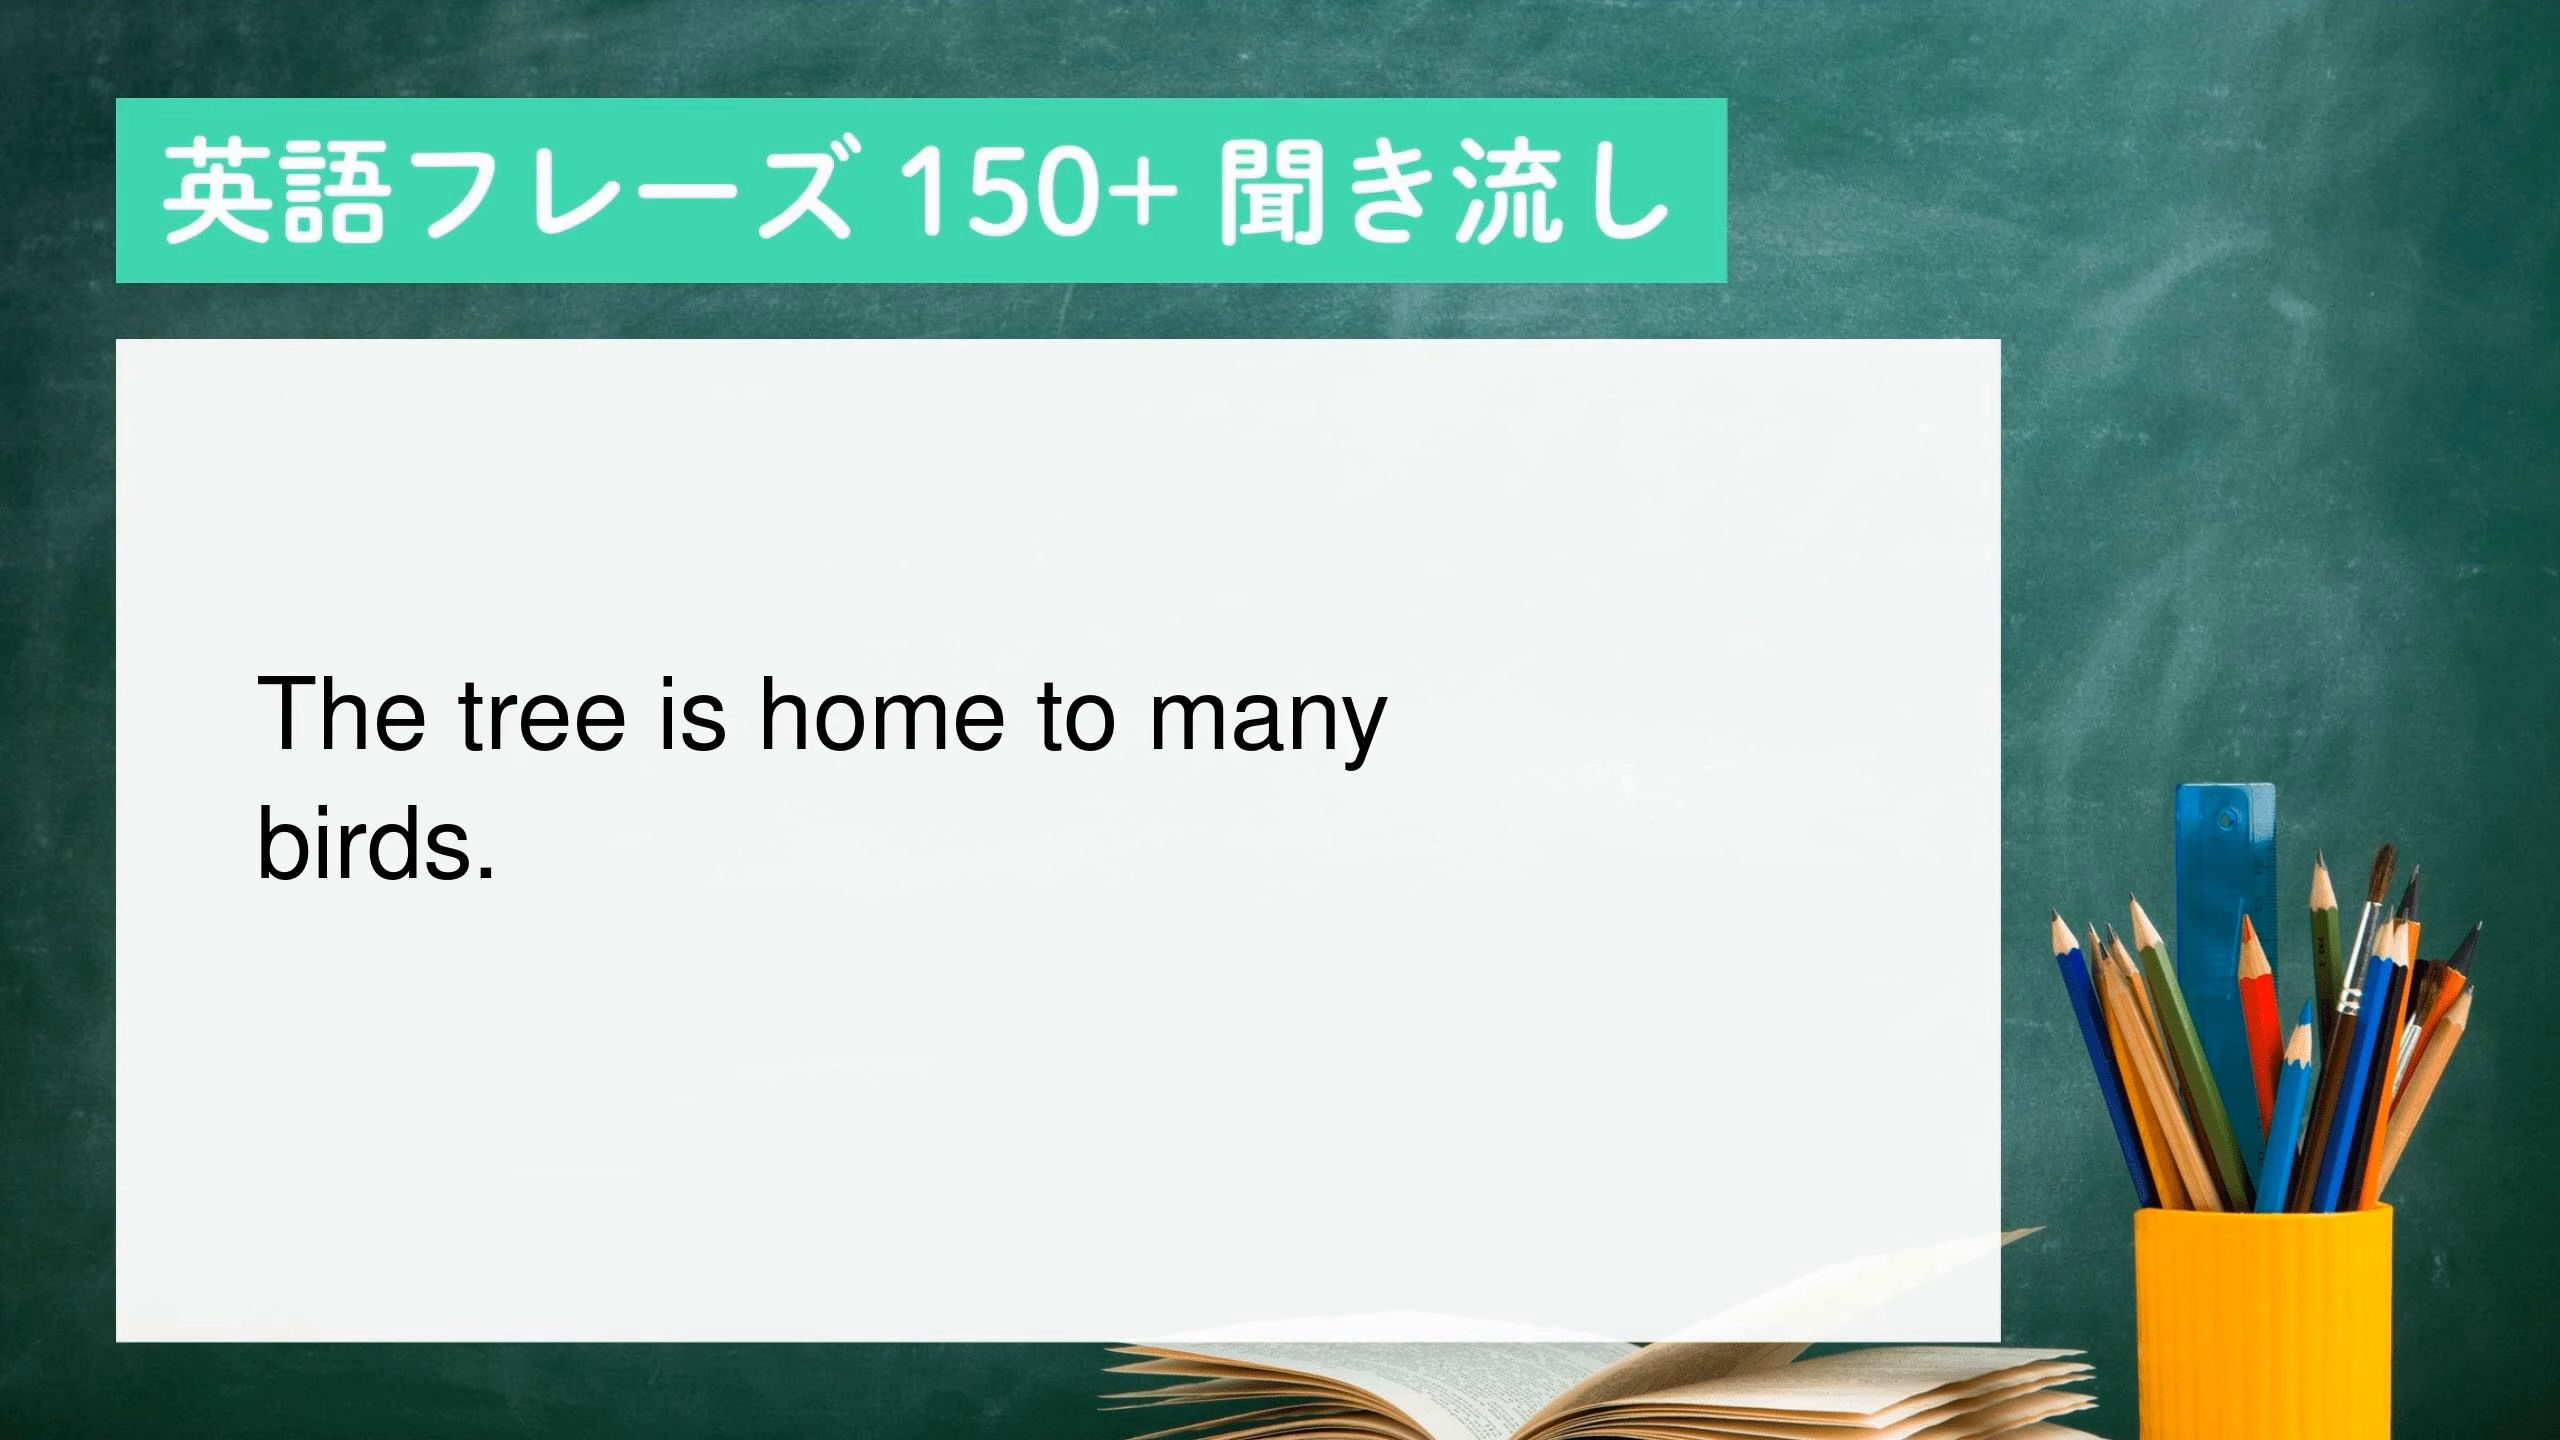 英語フレーズ 150+ 聞き流し
The tree is home to many
birds.